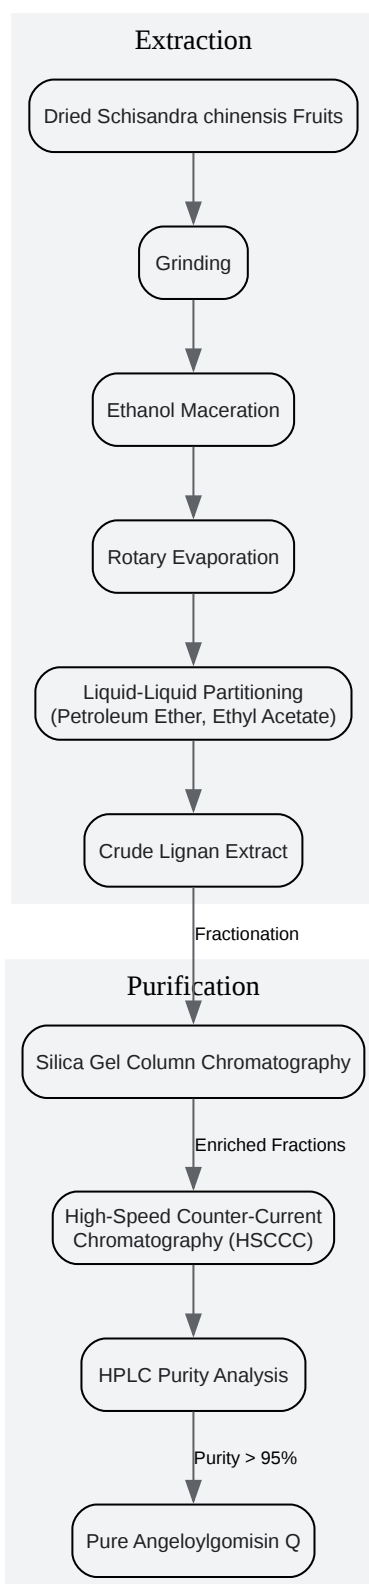 Extraction
Dried Schisandra chinensis Fruits
Grinding
Ethanol Maceration
Rotary Evaporation
Liquid-Liquid Partitioning
(Petroleum Ether, Ethyl Acetate)
Crude Lignan Extract
Fractionation
Purification
Silica Gel Column Chromatography
Enriched Fractions
High-Speed Counter-Current
Chromatography (HSCCC)
HPLC Purity Analysis
Purity > 95%
Pure Angeloylgomisin Q